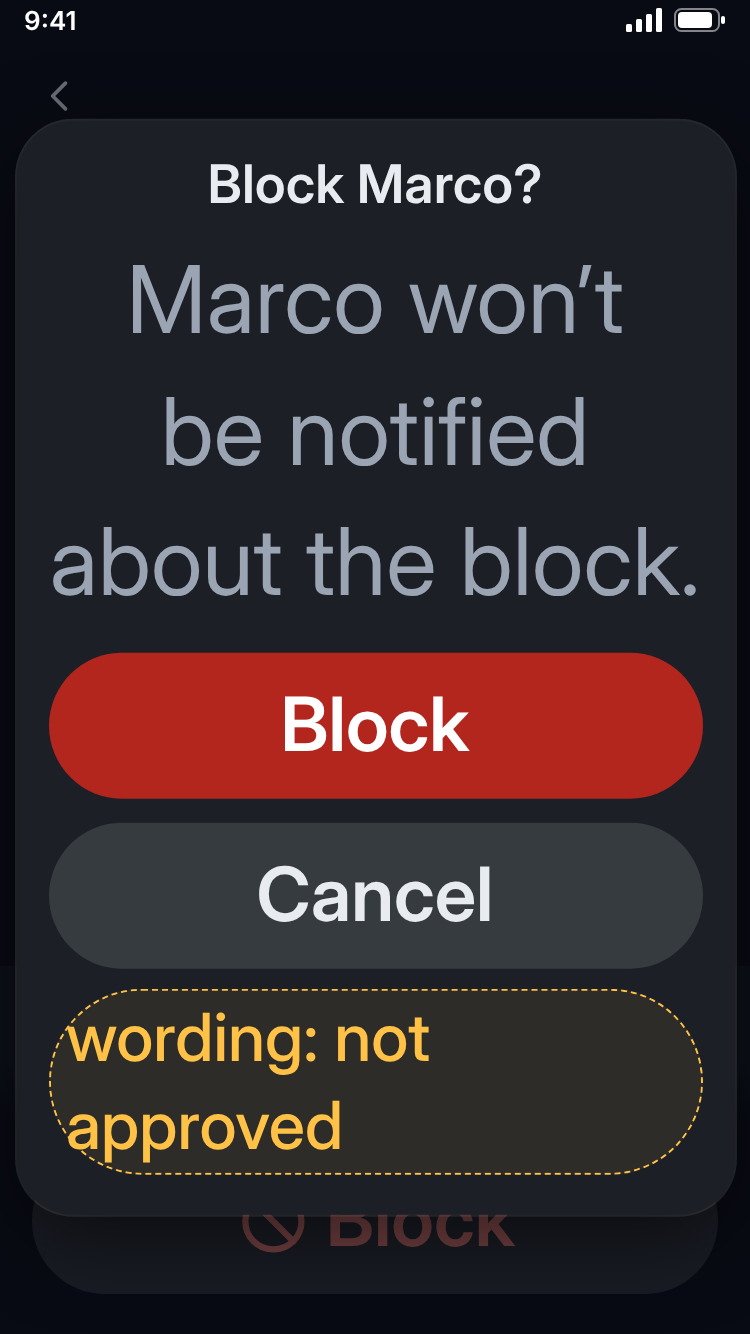 9:41
Block Marco?
Marco won’t
be notified
about the block.
Block
Cancel
wording: not
approved
Block